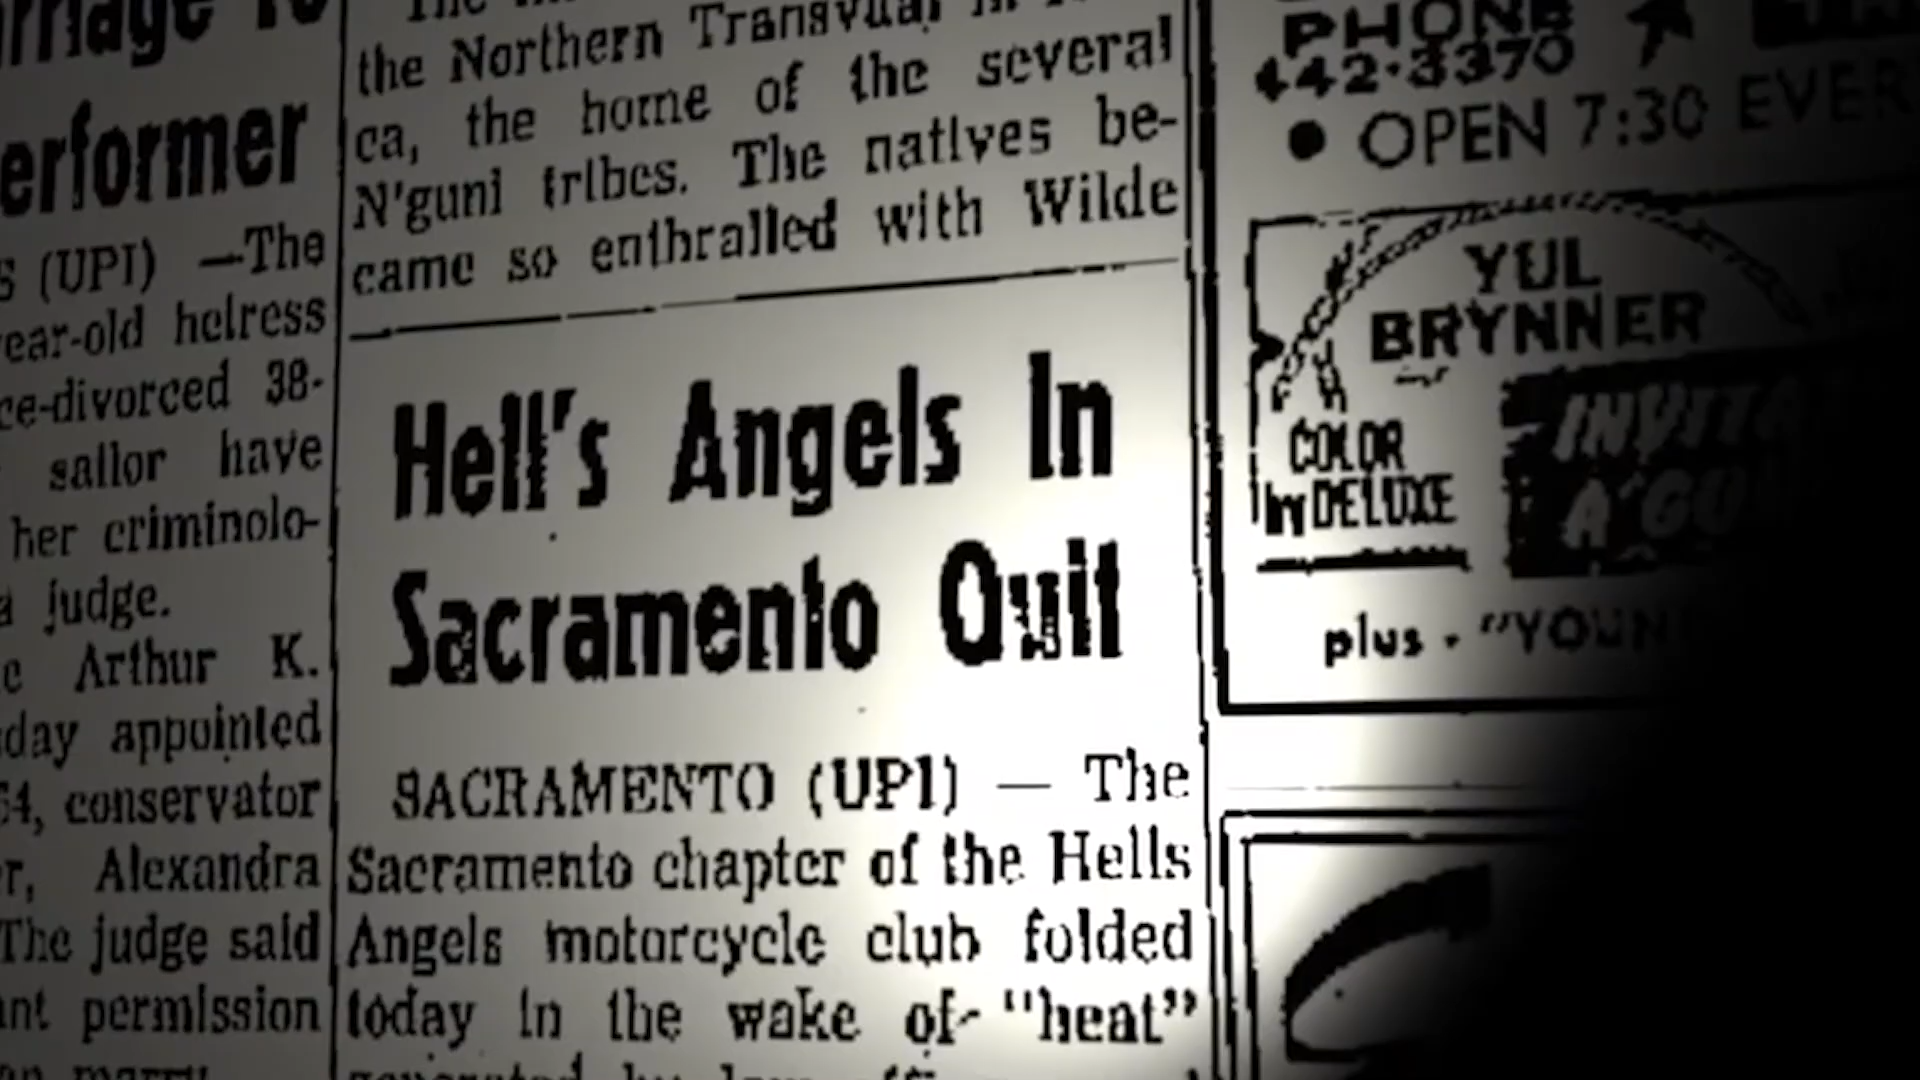 erformer
(UPI) —The
ear-old heiress
ce-divorced 38-
sailor have
her criminolo-
a judge.
Arthur K.
day appointed
64, conservator
r, Alexandra
The judge said
nt permission
the Northern Transvaal in
ca, the home of the several
N'guni tribes. The natives be-
came so enthralled with Wilde
Hell's Angels In
Sacramento Quit
SACRAMENTO (UPI) — The
Sacramento chapter of the Hells
Angels motorcycle club folded
today in the wake of "heat"
PHONE
442-3370
• OPEN 7:30 EVER
YUL
BRYNNER
COLOR
by DELUXE
INVITA
A GU
plus - "YOUN